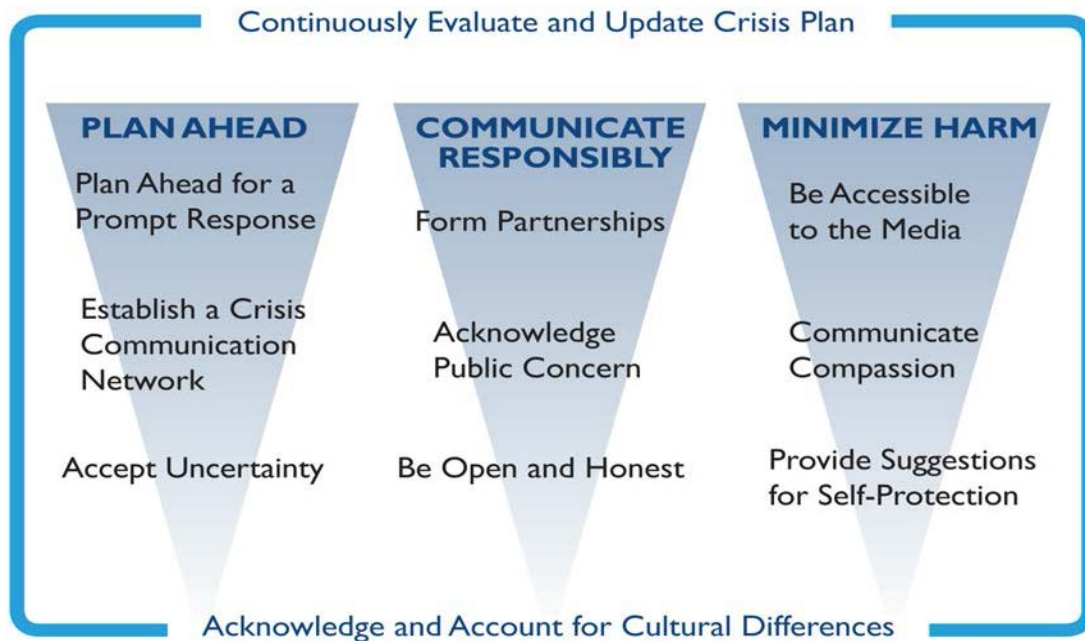 Continuously Evaluate and Update Crisis Plan
PLAN AHEAD
Plan Ahead for a
Prompt Response
Establish a Crisis
Communication
Network
Accept Uncertainty
COMMUNICATE
RESPONSIBLY
Form Partnerships
Acknowledge
Public Concern
Be Open and Honest
MINIMIZE HARM
Be Accessible
to the Media
Communicate
Compassion
Provide Suggestions
for Self-Protection
Acknowledge and Account for Cultural Differences